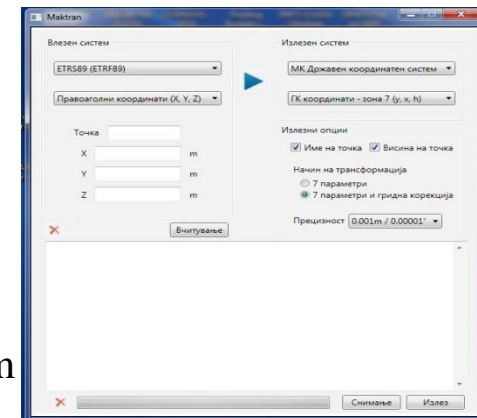 Maktran
Влезен систем
ETRS89 (ETRF89)
Правоаголни координати (X, Y, Z)
Точка
X m
Y m
Z m
Вчитување
Излезен систем
МК Државен координатен систем
ГК координати - зона 7 (y, x, h)
Излезни опции
Име на точка Висина на точка
Начин на трансформација
7 параметри
7 параметри и гридна корекција
Прецизност 0.001m / 0.00001"
m
Снимање Излез